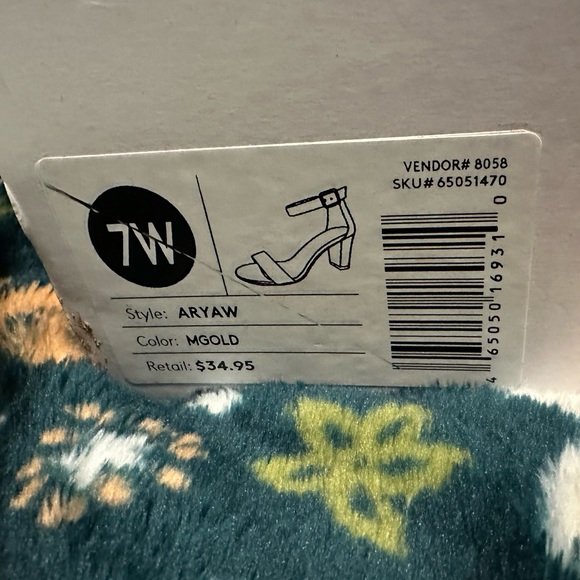 7W
VENDOR# 8058
SKU# 65051470
Style: ARYAW
Color: MGOLD
Retail: $34.95
4 65050 16931 0